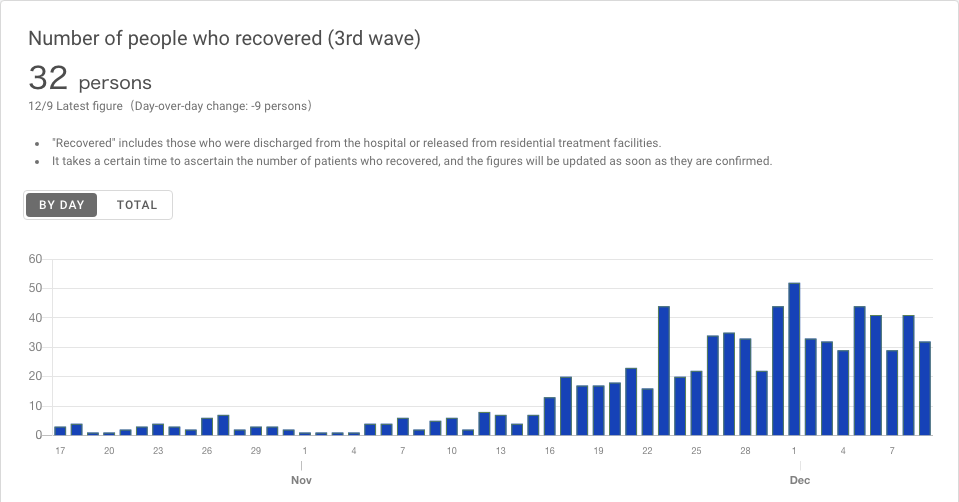 Number of people who recovered (3rd wave)
32 persons
12/9 Latest figure（Day-over-day change: -9 persons）
• "Recovered" includes those who were discharged from the hospital or released from residential treatment facilities.
• It takes a certain time to ascertain the number of patients who recovered, and the figures will be updated as soon as they are confirmed.
BY DAY TOTAL
60
50
40
30
20
10
0
17 20 23 26 29 1 4 7 10 13 16 19 22 25 28 1 4 7
Nov Dec